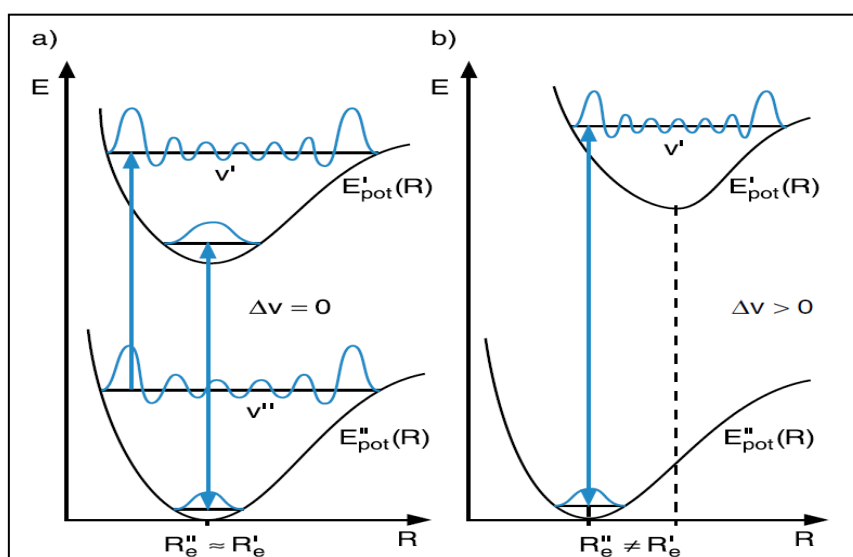 a)
E
v'
E'pot(R)
Δv = 0
v''
E''pot(R)
R''e ≈ R'e
R
b)
E
v'
E'pot(R)
Δv > 0
E''pot(R)
R''e ≠ R'e
R